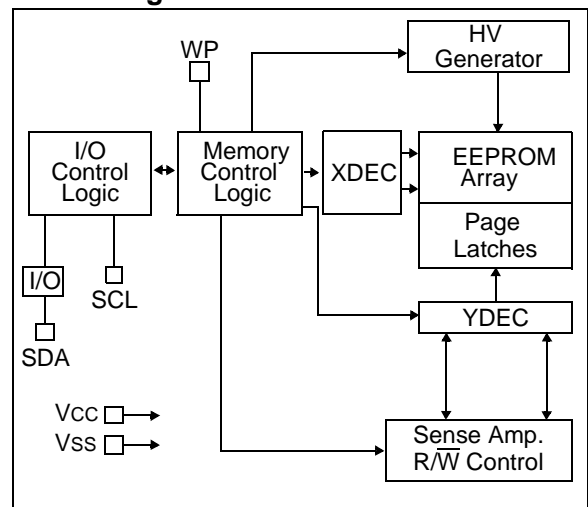 WP
HV
Generator
I/O
Control
Logic
Memory
Control
Logic
XDEC
EEPROM
Array
Page
Latches
I/O
SCL
SDA
YDEC
VCC
VSS
Sense Amp.
R/W̅ Control